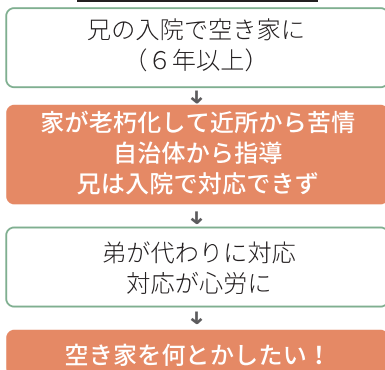 兄の入院で空き家に
（６年以上）
↓
家が老朽化して近所から苦情
自治体から指導
兄は入院で対応できず
↓
弟が代わりに対応
対応が心労に
↓
空き家を何とかしたい！